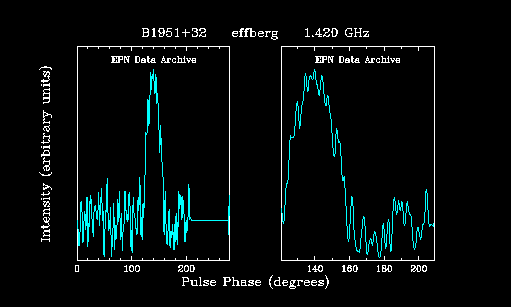 B1951+32 effberg 1.420 GHz
EPN Data Archive EPN Data Archive
Intensity (arbitrary units)
0 100 200 140 160 180 200
Pulse Phase (degrees)